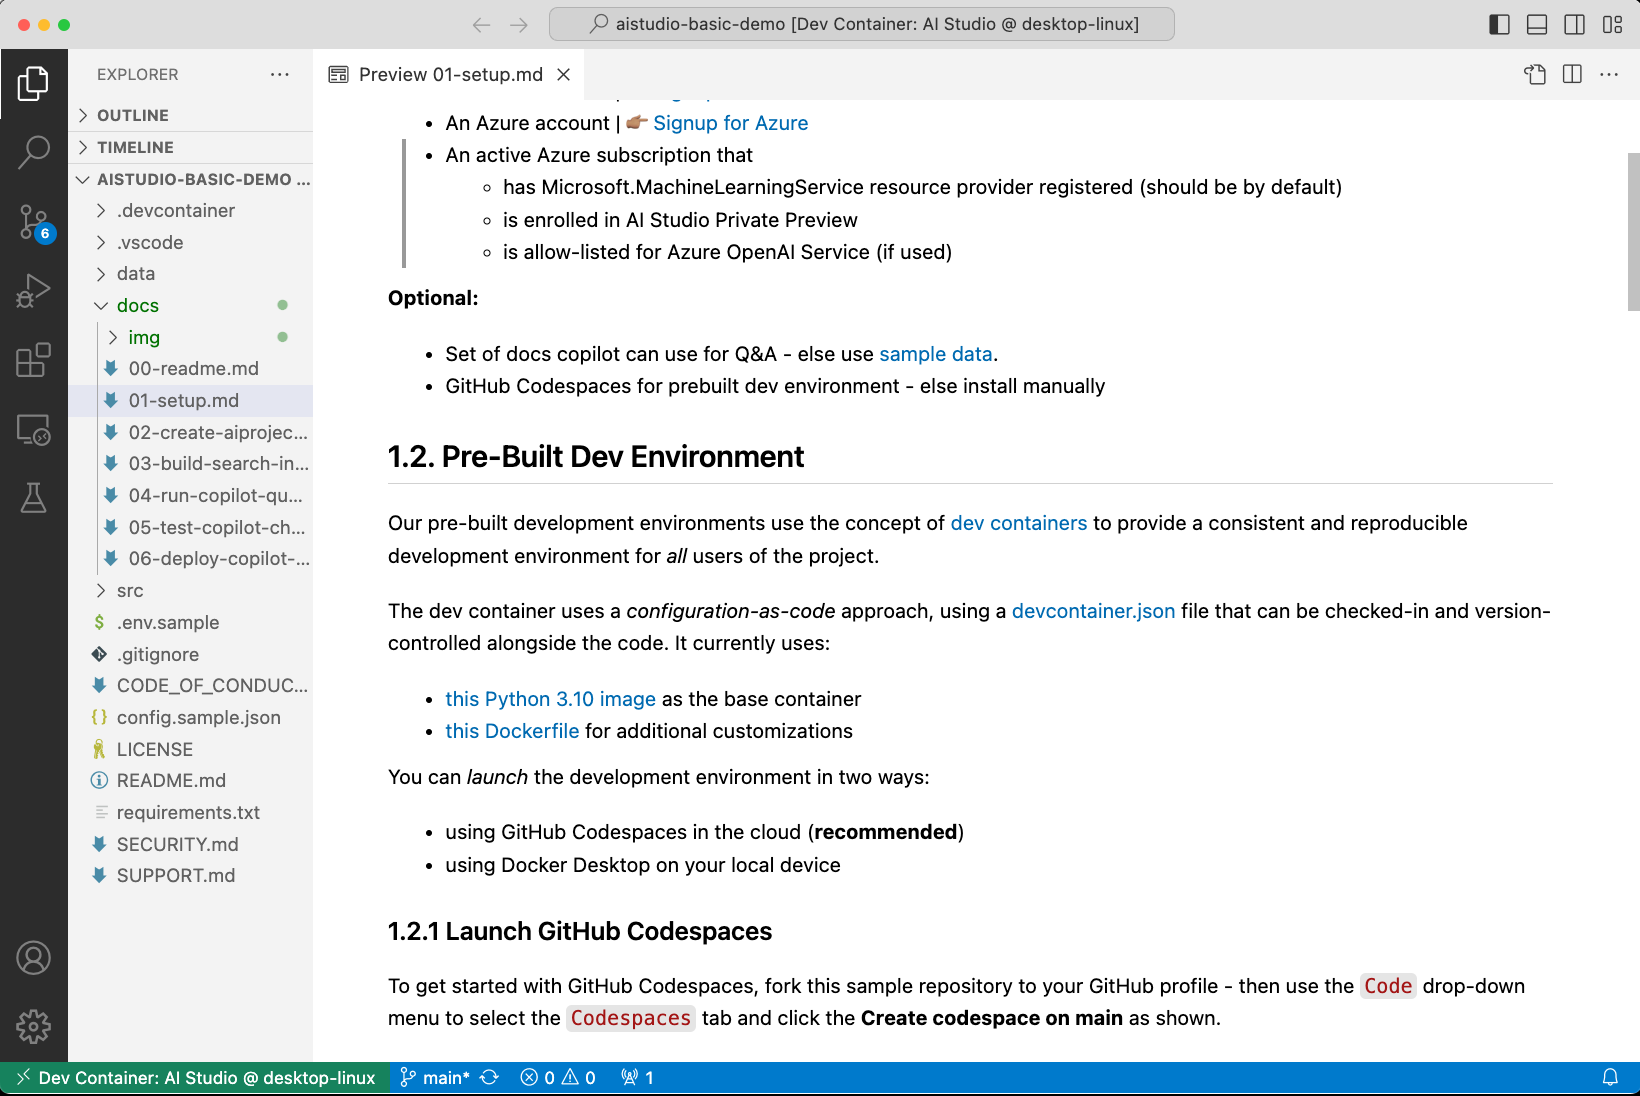 aistudio-basic-demo [Dev Container: AI Studio @ desktop-linux]
EXPLORER
Preview 01-setup.md
OUTLINE
TIMELINE
AISTUDIO-BASIC-DEMO ...
.devcontainer
.vscode
data
docs
img
00-readme.md
01-setup.md
02-create-aiprojec...
03-build-search-in...
04-run-copilot-qu...
05-test-copilot-ch...
06-deploy-copilot-...
src
.env.sample
.gitignore
CODE_OF_CONDUC...
config.sample.json
LICENSE
README.md
requirements.txt
SECURITY.md
SUPPORT.md
6
• An Azure account | 👉🏽 Signup for Azure
• An active Azure subscription that
◦ has Microsoft.MachineLearningService resource provider registered (should be by default)
◦ is enrolled in AI Studio Private Preview
◦ is allow-listed for Azure OpenAI Service (if used)
Optional:
• Set of docs copilot can use for Q&A - else use sample data.
• GitHub Codespaces for prebuilt dev environment - else install manually
1.2. Pre-Built Dev Environment
Our pre-built development environments use the concept of dev containers to provide a consistent and reproducible
development environment for all users of the project.
The dev container uses a configuration-as-code approach, using a devcontainer.json file that can be checked-in and version-
controlled alongside the code. It currently uses:
• this Python 3.10 image as the base container
• this Dockerfile for additional customizations
You can launch the development environment in two ways:
• using GitHub Codespaces in the cloud (recommended)
• using Docker Desktop on your local device
1.2.1 Launch GitHub Codespaces
To get started with GitHub Codespaces, fork this sample repository to your GitHub profile - then use the Code drop-down
menu to select the Codespaces tab and click the Create codespace on main as shown.
Dev Container: AI Studio @ desktop-linux
main*
0
0
1